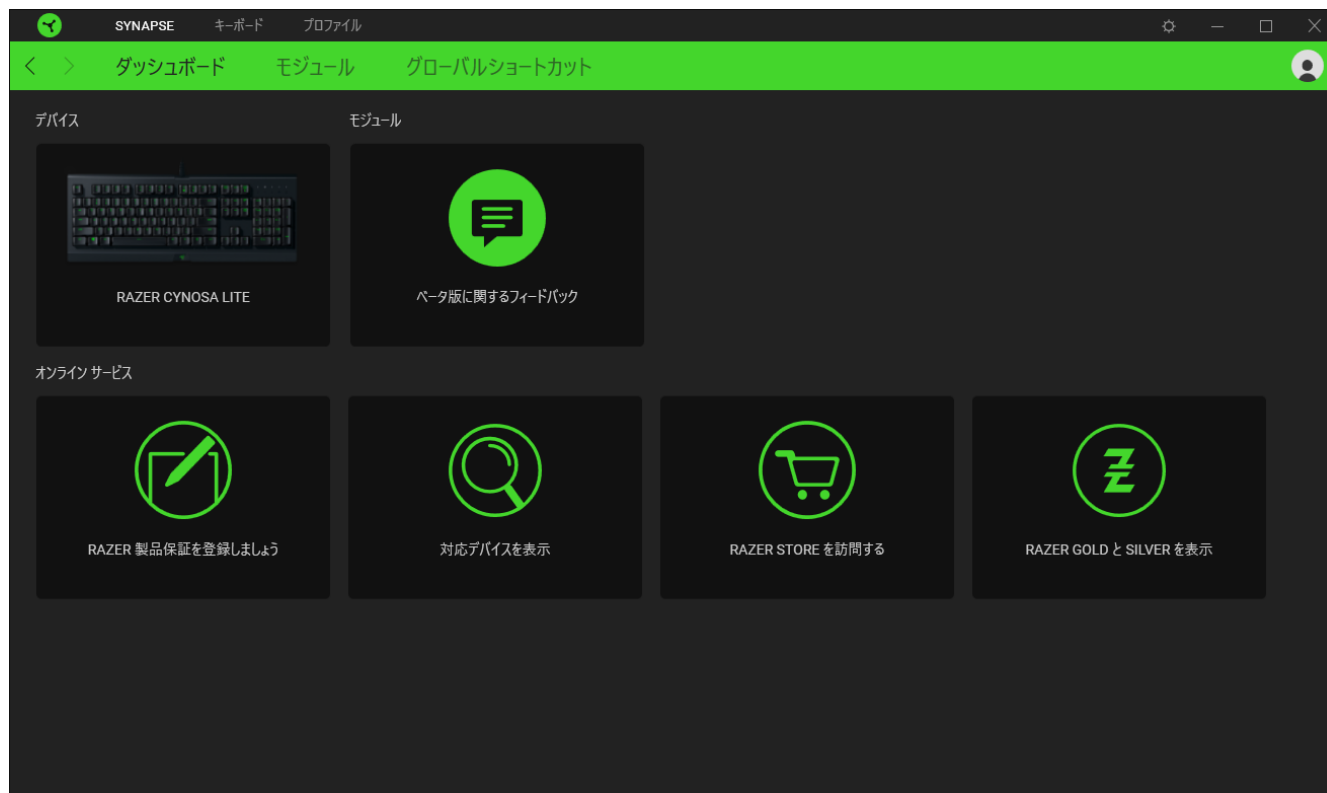 SYNAPSE キーボード プロファイル
ダッシュボード モジュール グローバルショートカット
デバイス
モジュール
RAZER CYNOSA LITE
ベータ版に関するフィードバック
オンライン サービス
RAZER 製品保証を登録しましょう
対応デバイスを表示
RAZER STORE を訪問する
RAZER GOLD と SILVER を表示